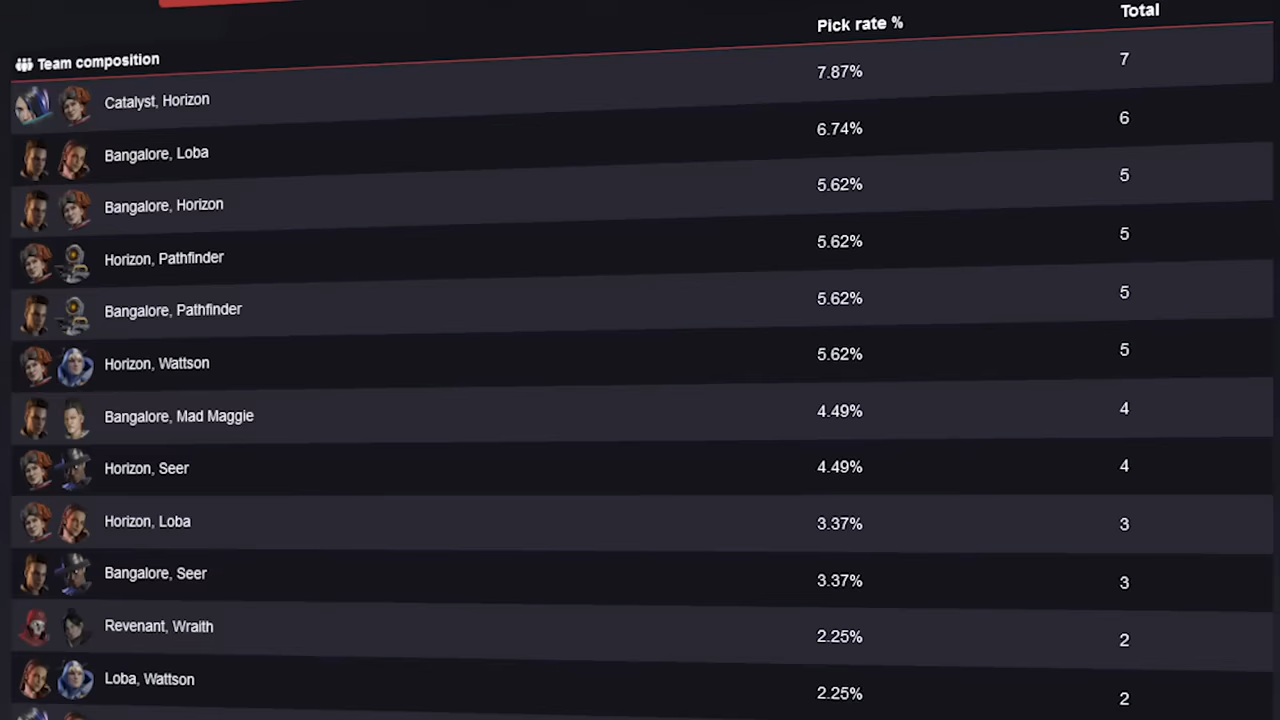 Team composition Pick rate % Total
Catalyst, Horizon 7.87% 7
Bangalore, Loba 6.74% 6
Bangalore, Horizon 5.62% 5
Horizon, Pathfinder 5.62% 5
Bangalore, Pathfinder 5.62% 5
Horizon, Wattson 5.62% 5
Bangalore, Mad Maggie 4.49% 4
Horizon, Seer 4.49% 4
Horizon, Loba 3.37% 3
Bangalore, Seer 3.37% 3
Revenant, Wraith 2.25% 2
Loba, Wattson 2.25% 2